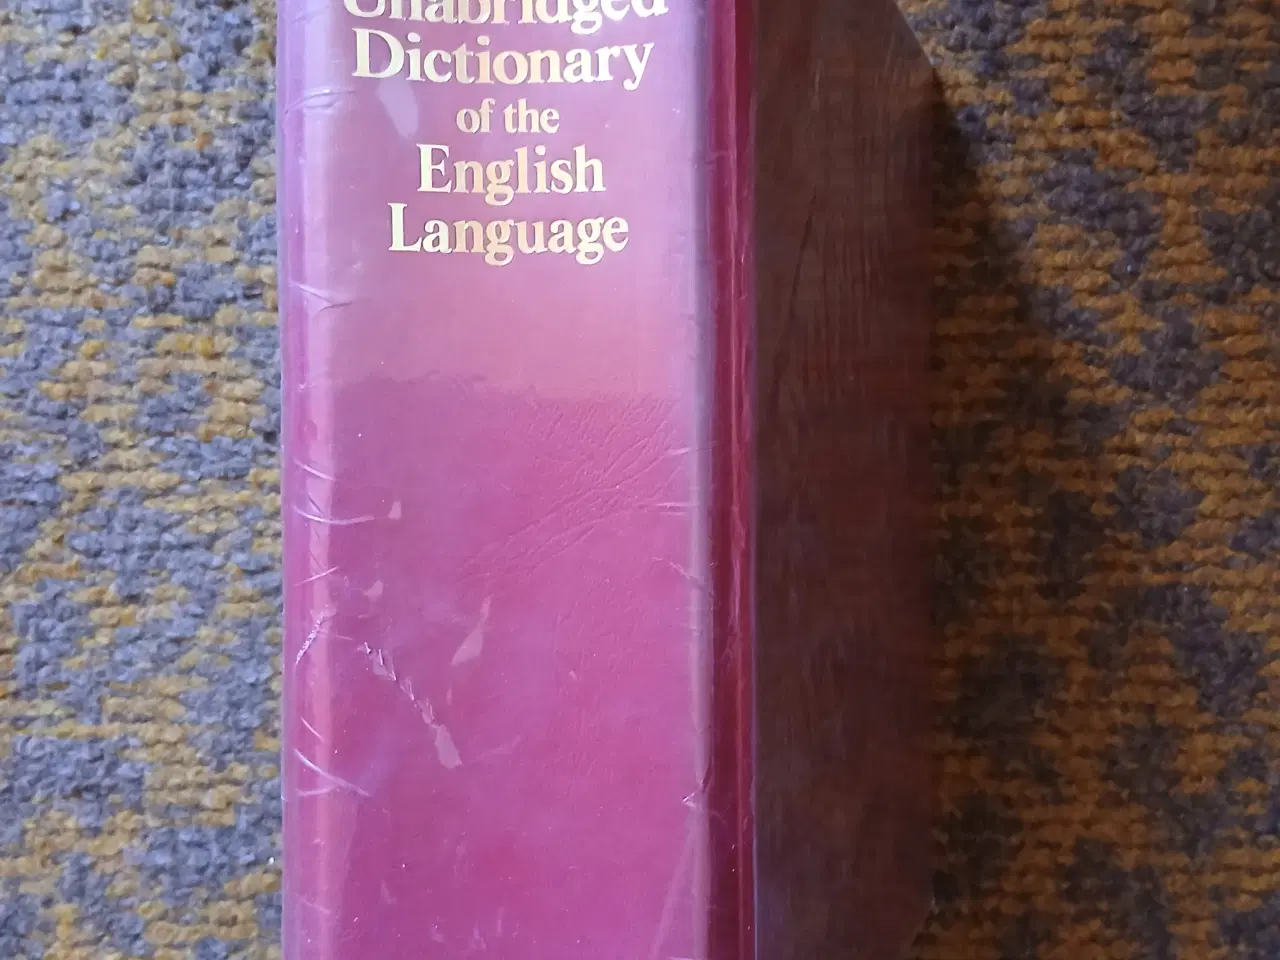 Unabridged
Dictionary
of the
English
Language